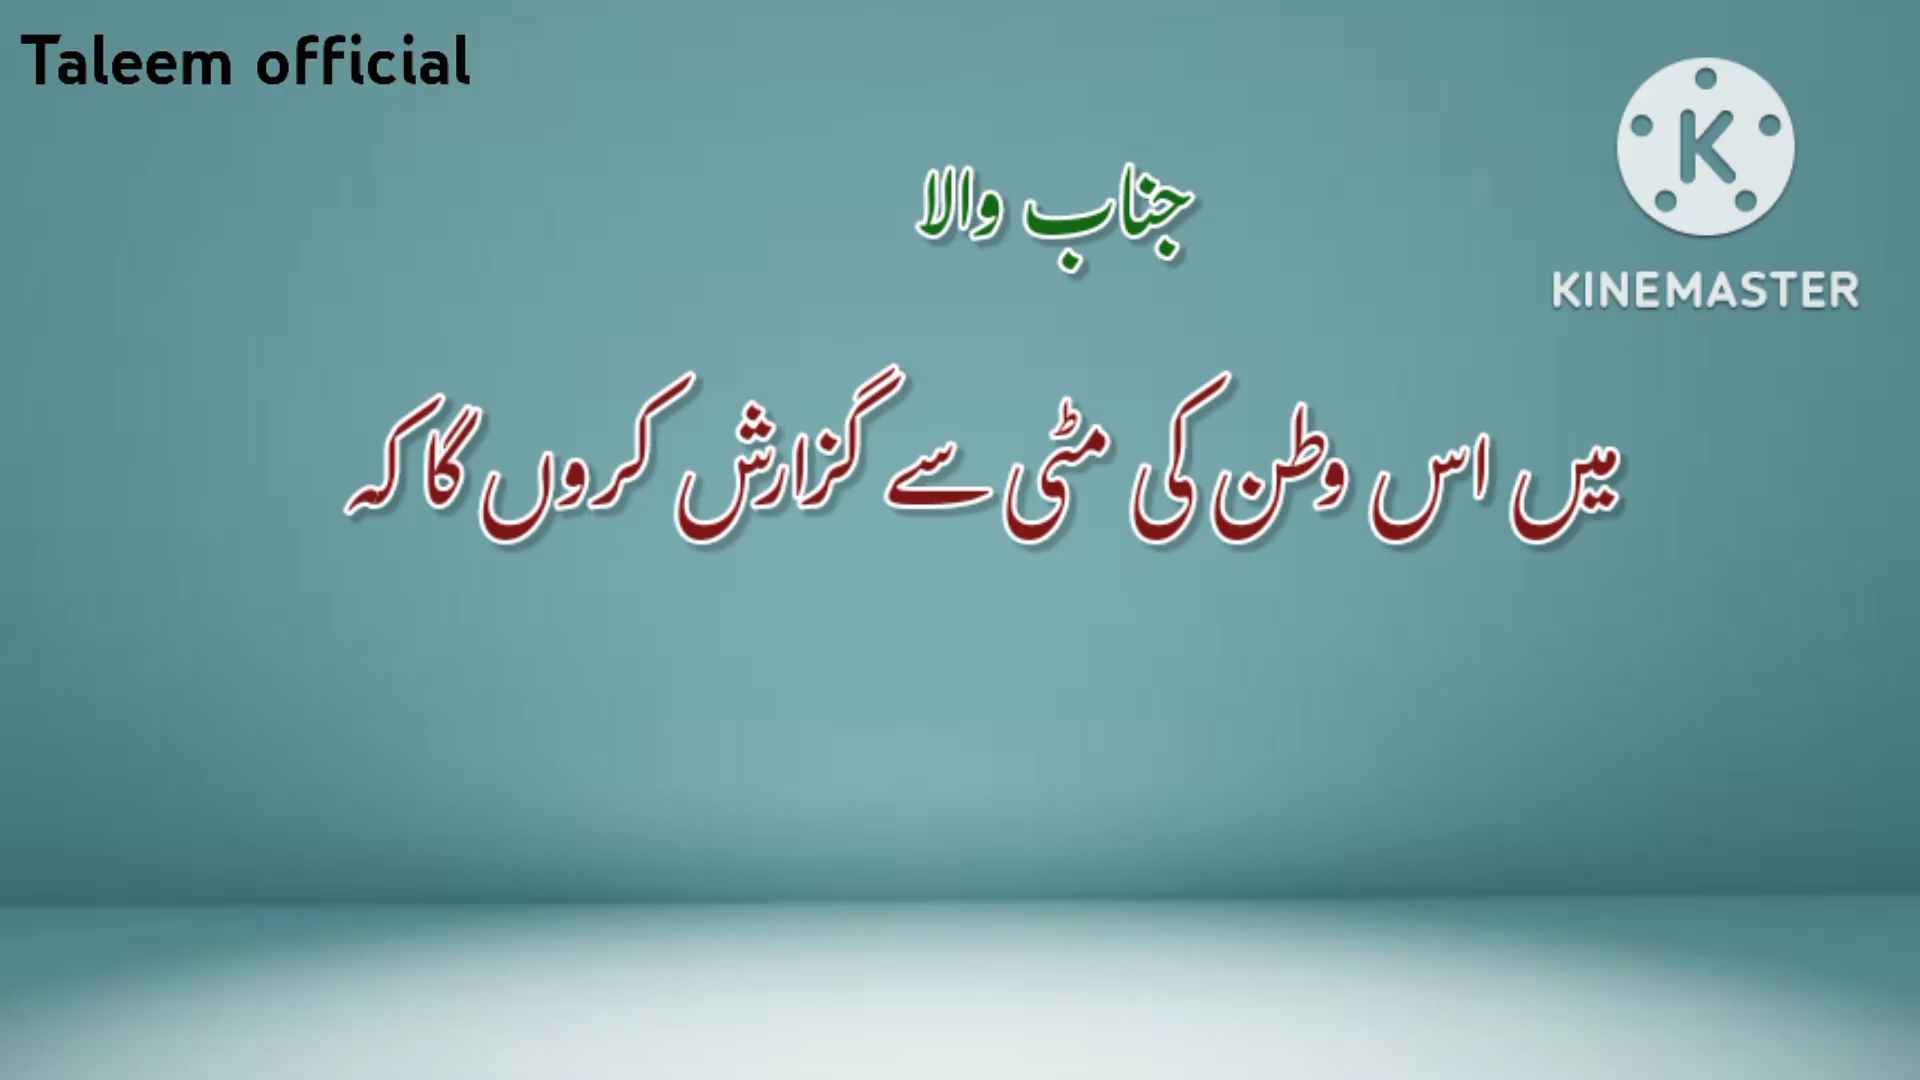 Taleem official
جناب والا
KINEMASTER
میں اس وطن کی مٹی سے گزارش کروں گا کہ